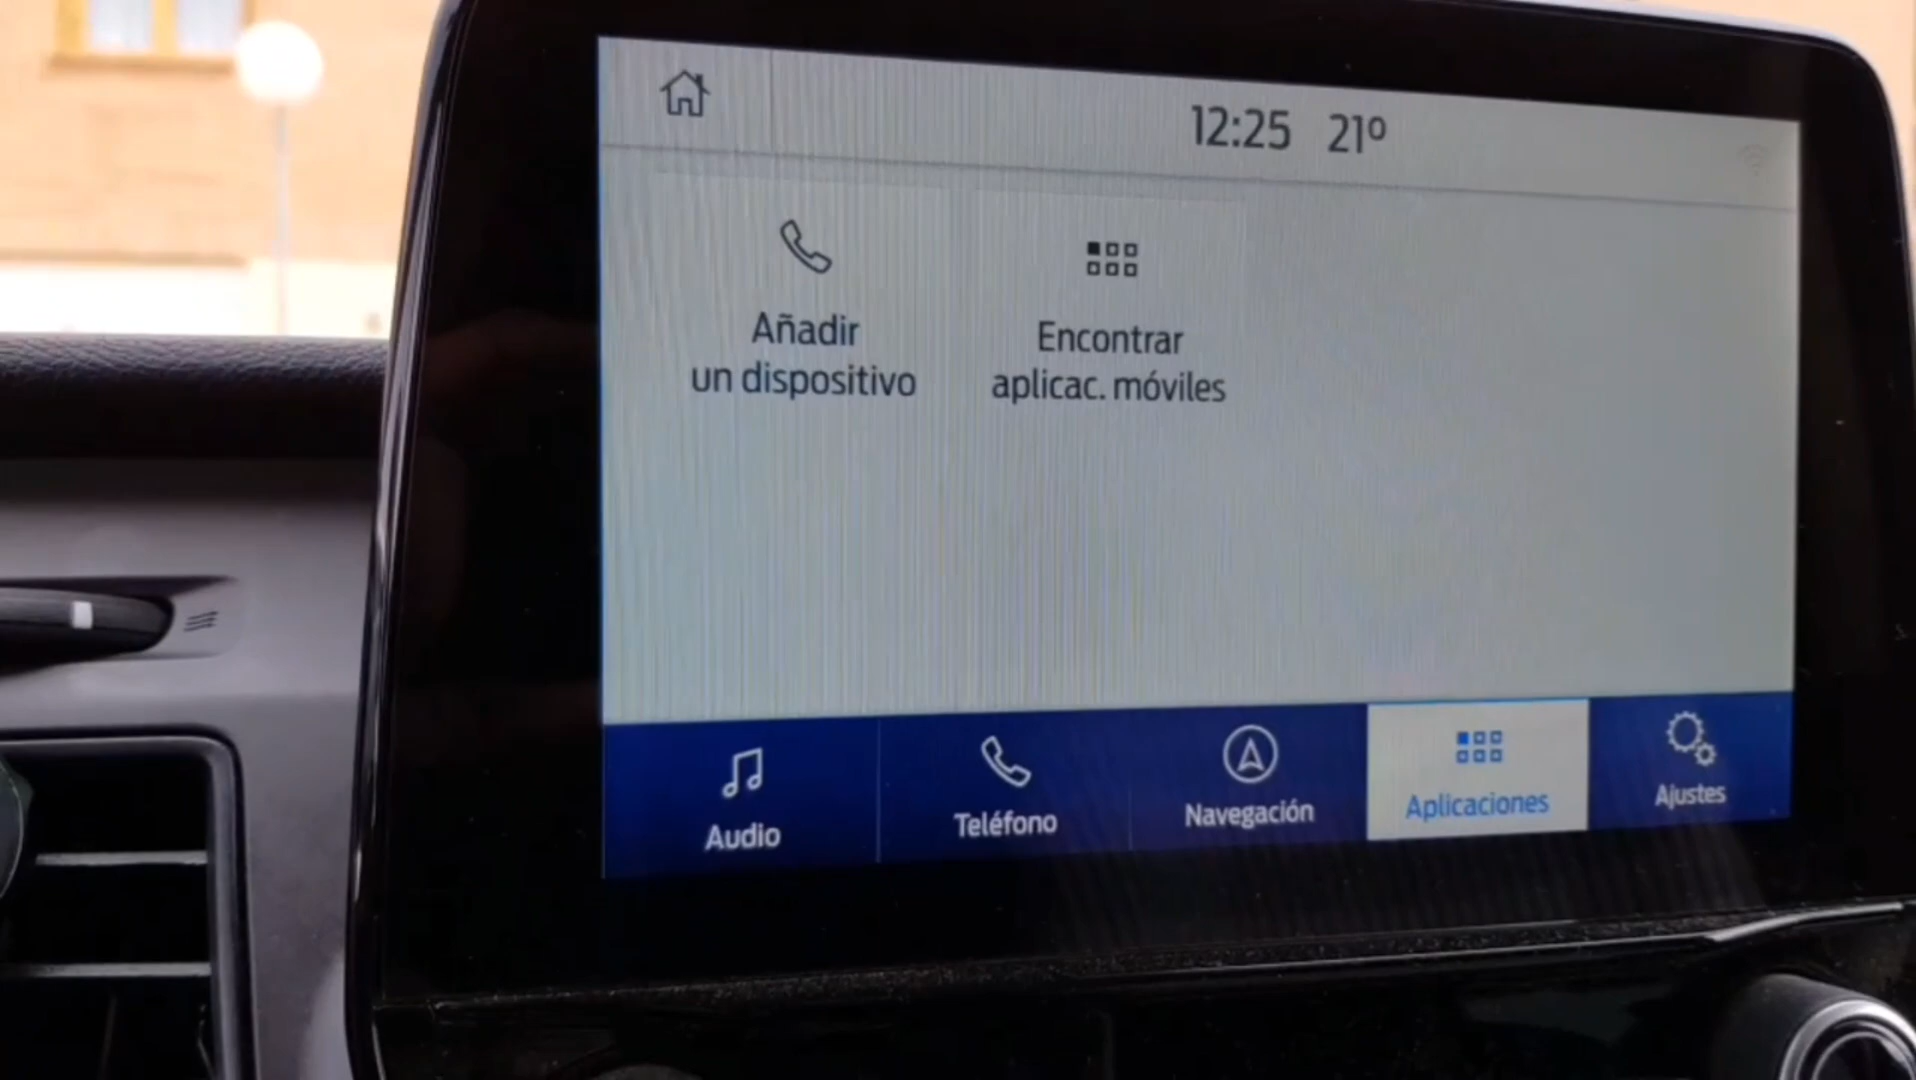 12:25 21º
Añadir
un dispositivo
Encontrar
aplicac. móviles
Audio
Teléfono
Navegación
Aplicaciones
Ajustes